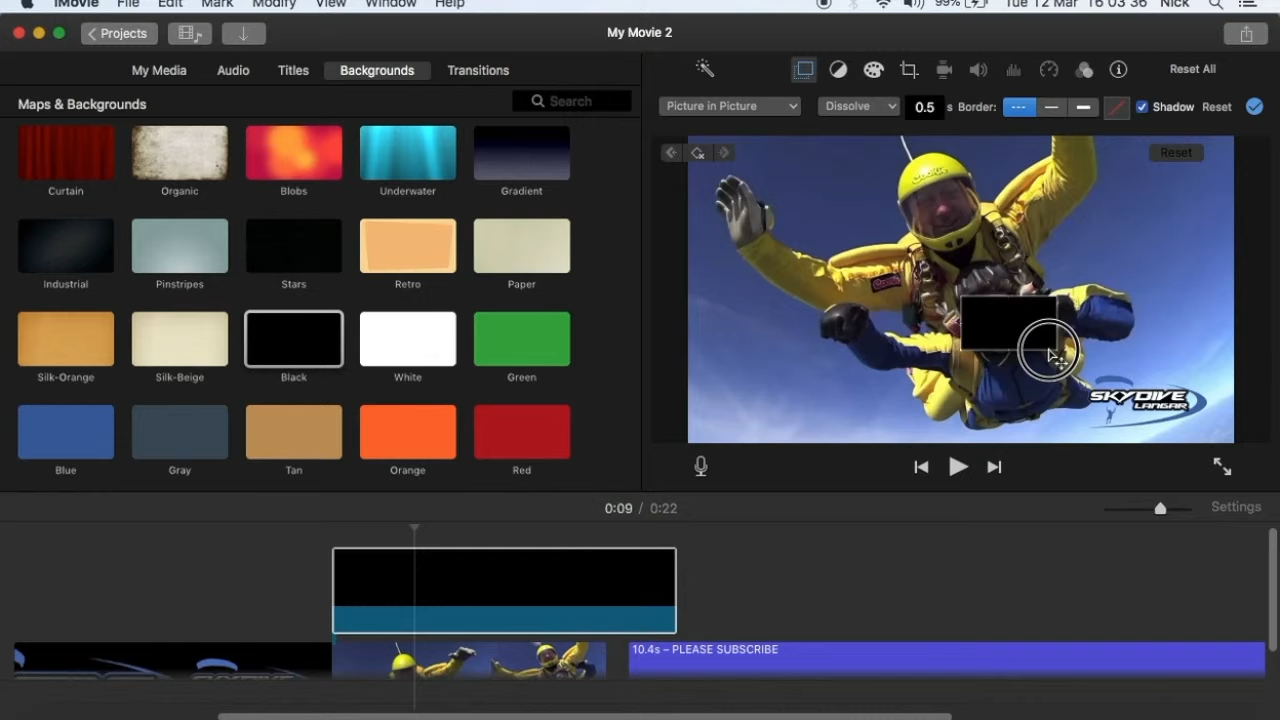 iMovie File Edit Mark Modify View Window Help 99% Tue 12 Mar 16 03 36 Nick
Projects My Movie 2
My Media Audio Titles Backgrounds Transitions Reset All
Maps & Backgrounds Search Picture in Picture Dissolve 0.5 s Border: Shadow Reset
Reset
Curtain Organic Blobs Underwater Gradient
Industrial Pinstripes Stars Retro Paper
Silk-Orange Silk-Beige Black White Green
SKYDIVE
LANGAR
Blue Gray Tan Orange Red
0:09 / 0:22 Settings
10.4s – PLEASE SUBSCRIBE